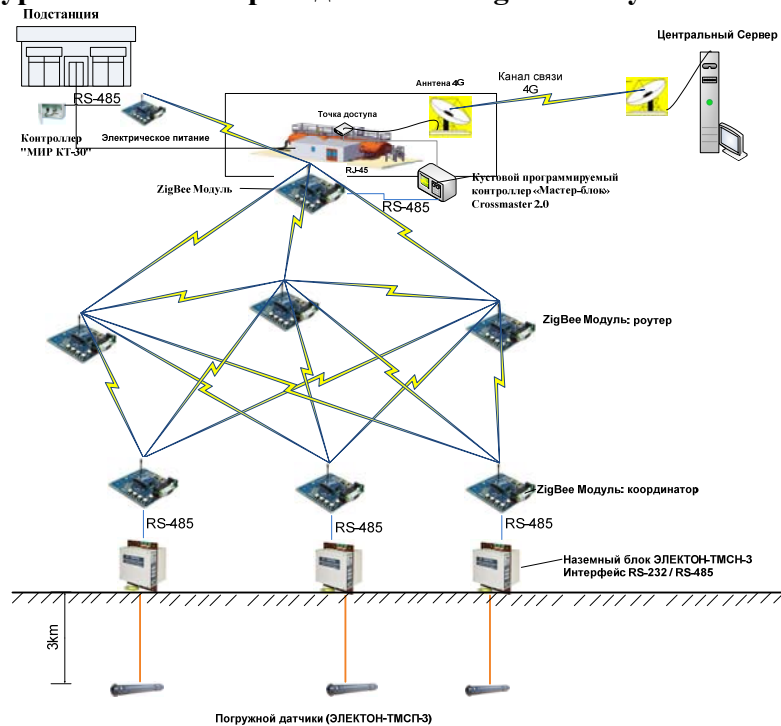 Подстанция
Центральный Сервер
Аннтена 4G
Канал связи
4G
RS-485
Точка доступа
Контроллер
"МИР КТ-30"
Электрическое питание
RJ-45
ZigBee Модуль
RS-485
Кустовой программируемый
контроллер «Мастер-блок»
Crossmaster 2.0
ZigBee Модуль: роутер
ZigBee Модуль: координатор
RS-485
RS-485
RS-485
Наземный блок ЭЛЕКТОН-ТМСН-3
Интерфейс RS-232 / RS-485
3km
Погружной датчики (ЭЛЕКТОН-ТМСП-3)